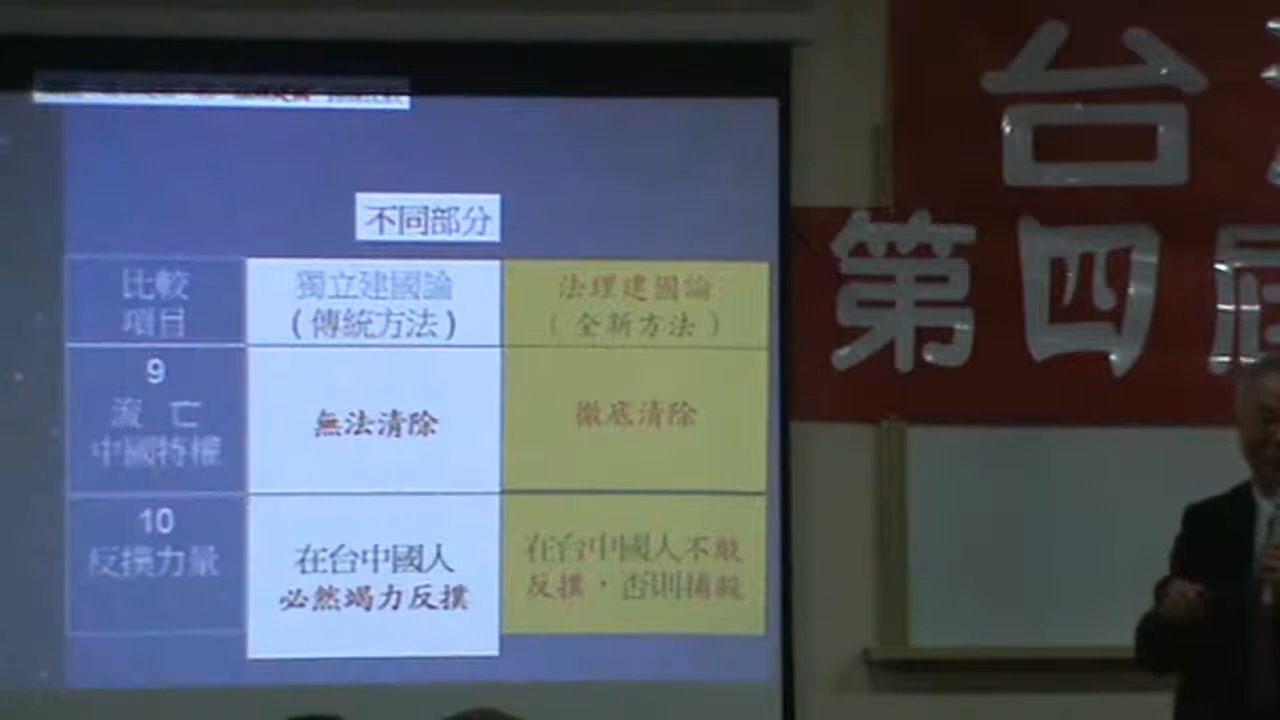 不同部分
比較
項目
獨立建國論
(傳統方法)
法理建國論
(全新方法)
9
流 亡
中國特權
無法清除
徹底清除
10
反撲力量
在台中國人
必然竭力反撲
在台中國人不敢
反撲，否則捕殺
台
第四屆